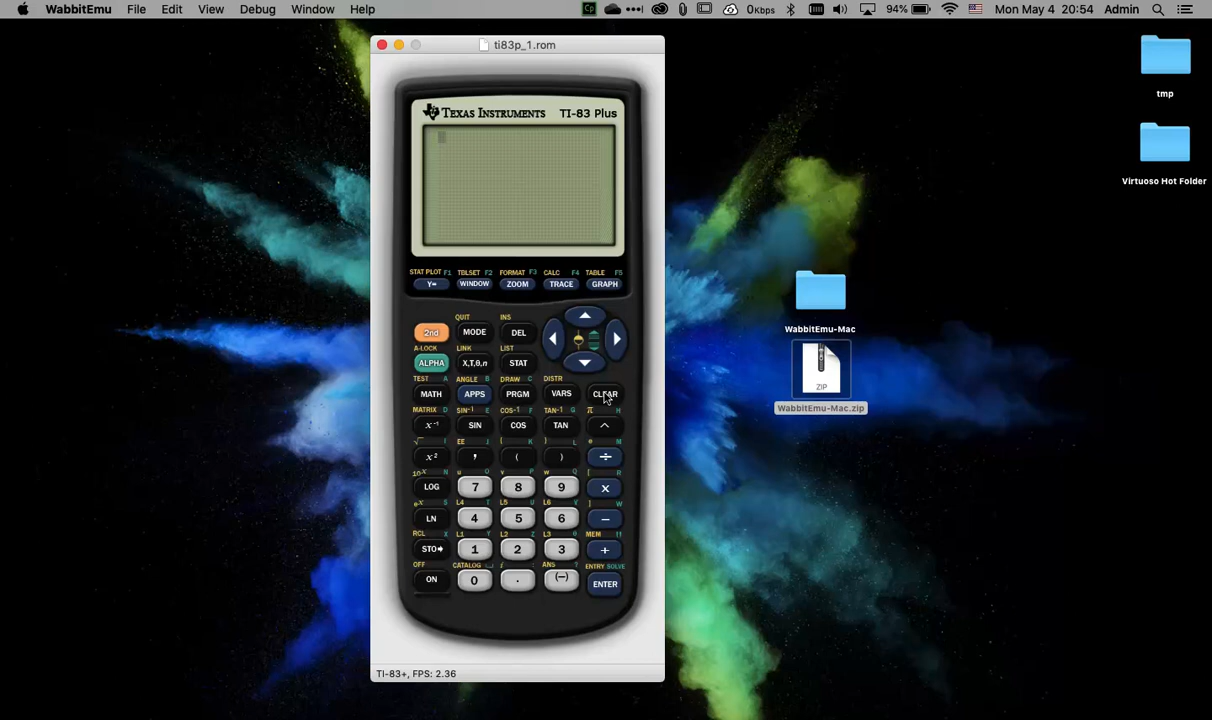 WabbitEmu File Edit View Debug Window Help 0Kbps 94% Mon May 4 20:54 Admin
ti83p_1.rom
tmp
Virtuoso Hot Folder
TEXAS INSTRUMENTS TI-83 Plus
STAT PLOT F1 TBLSET F2 FORMAT F3 CALC F4 TABLE F5
Y= WINDOW ZOOM TRACE GRAPH
QUIT INS
2nd MODE DEL
A-LOCK LINK LIST
ALPHA X,T,θ,n STAT
TEST A ANGLE B DRAW C DISTR
MATH APPS PRGM VARS CLEAR
MATRIX D SIN⁻¹ E COS⁻¹ F TAN⁻¹ G π H
x⁻¹ SIN COS TAN ^
√ I EE J { K } L e M
x² , ( ) ÷
10ˣ N u O v P w Q [ R
LOG 7 8 9 x
eˣ S L4 T L5 U L6 V ] W
LN 4 5 6 −
RCL X L1 Y L2 Z L3 θ MEM "
STO➔ 1 2 3 +
OFF CATALOG i : ANS ? ENTRY SOLVE
ON 0 . (−) ENTER
TI-83+, FPS: 2.36
WabbitEmu-Mac
ZIP
WabbitEmu-Mac.zip